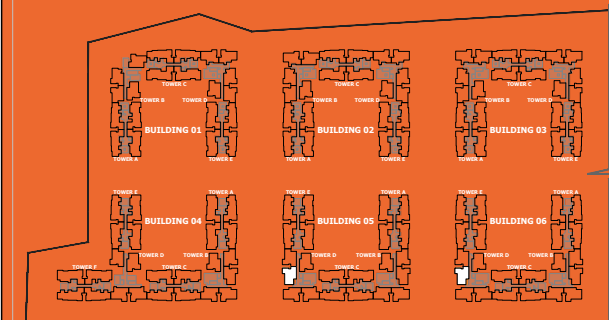 TOWER C TOWER C TOWER C
TOWER B TOWER D TOWER B TOWER D TOWER B TOWER D
BUILDING 01 BUILDING 02 BUILDING 03
TOWER A TOWER E TOWER A TOWER E TOWER A TOWER E
TOWER E TOWER A TOWER E TOWER A TOWER E TOWER A
BUILDING 04 BUILDING 05 BUILDING 06
TOWER D TOWER B TOWER D TOWER B TOWER D TOWER B
TOWER F TOWER C TOWER C TOWER C